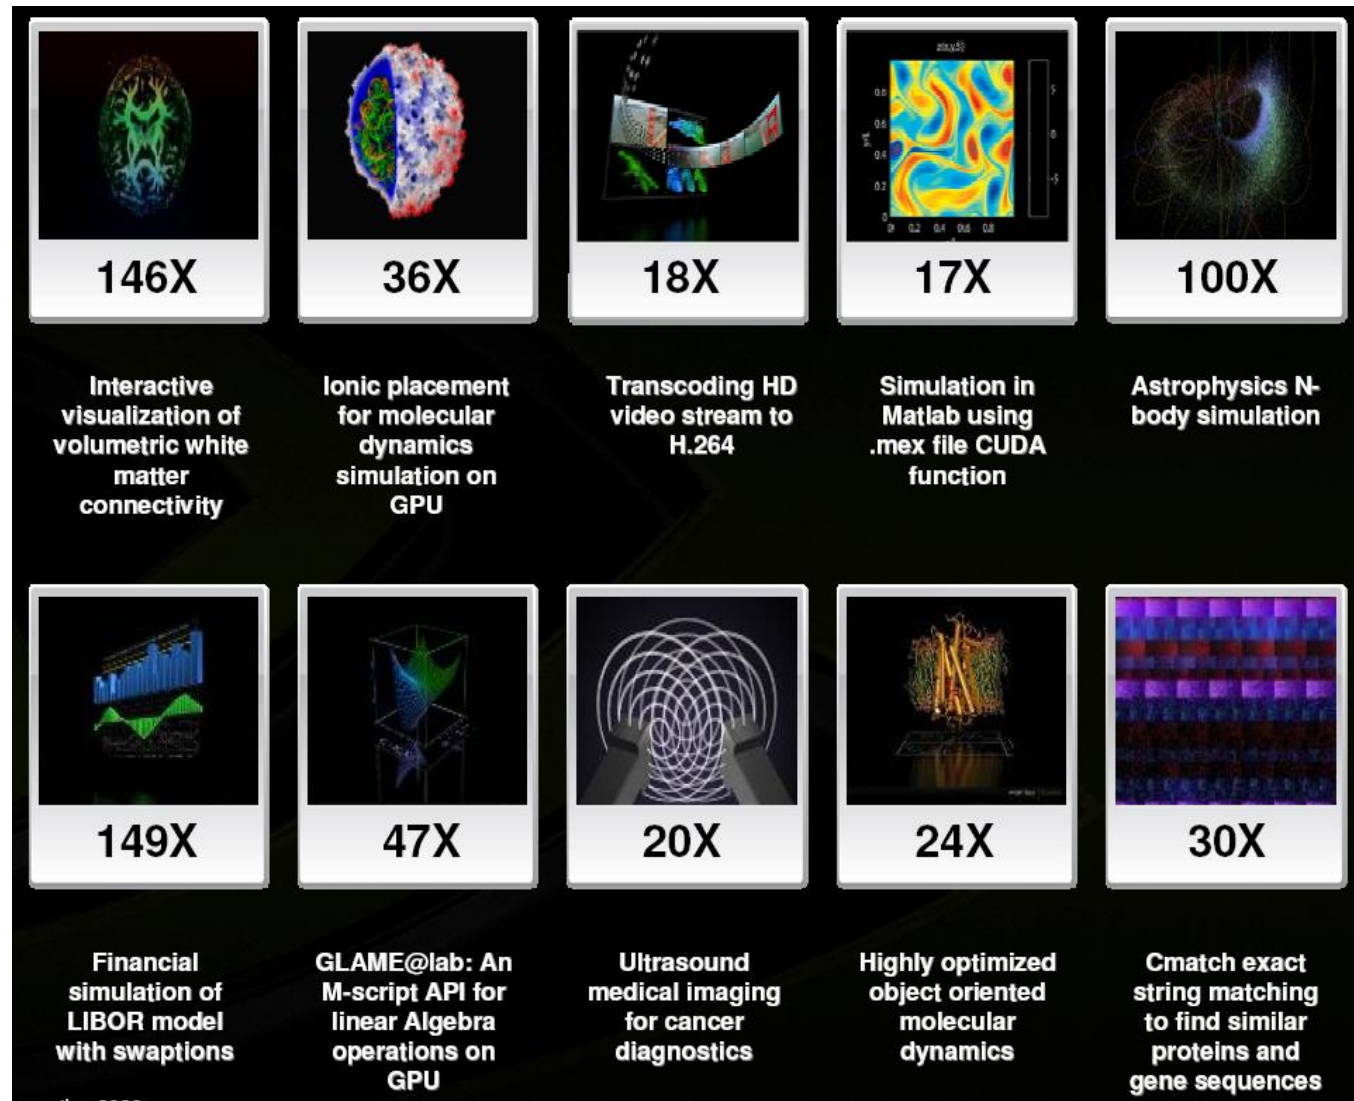 146X
36X
18X
17X
100X
Interactive
visualization of
volumetric white
matter
connectivity
Ionic placement
for molecular
dynamics
simulation on
GPU
Transcoding HD
video stream to
H.264
Simulation in
Matlab using
.mex file CUDA
function
Astrophysics N-
body simulation
149X
47X
20X
24X
30X
Financial
simulation of
LIBOR model
with swaptions
GLAME@lab: An
M-script API for
linear Algebra
operations on
GPU
Ultrasound
medical imaging
for cancer
diagnostics
Highly optimized
object oriented
molecular
dynamics
Cmatch exact
string matching
to find similar
proteins and
gene sequences